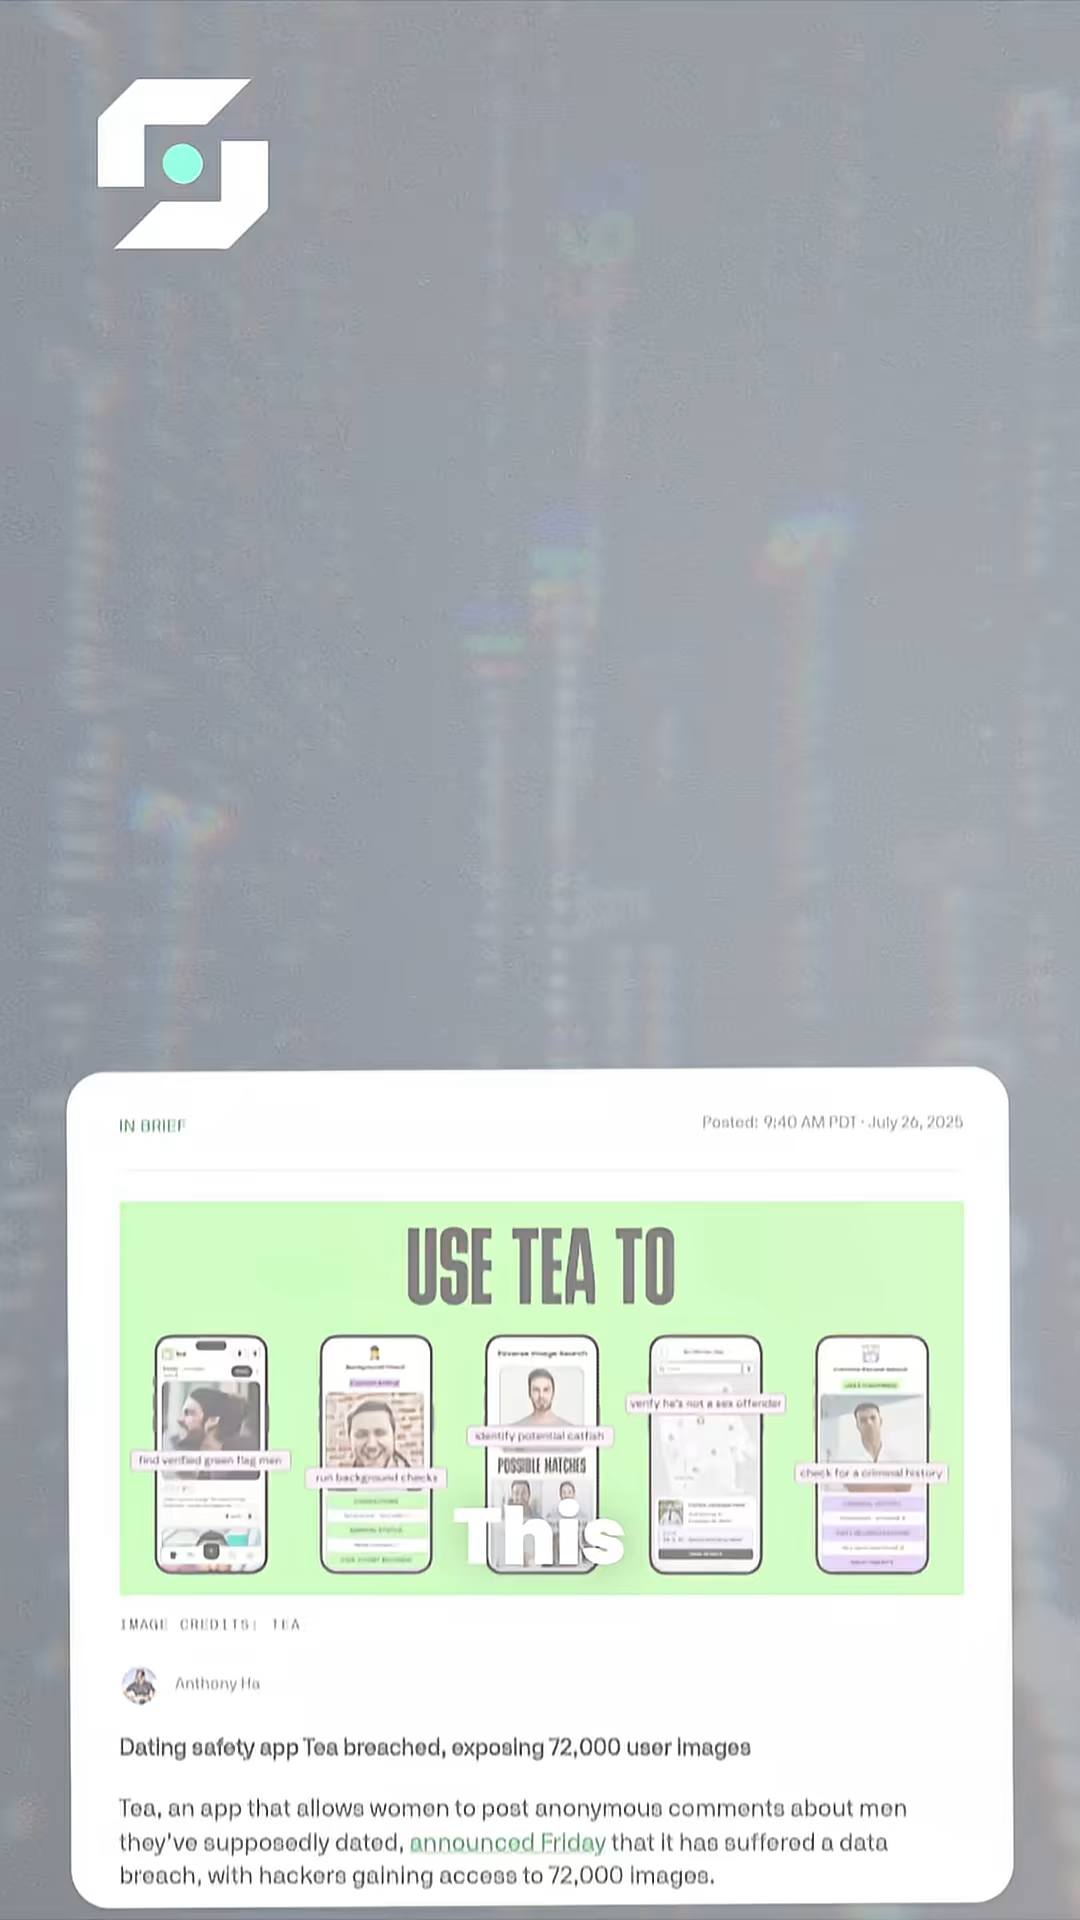 IN BRIEF
Posted: 9:40 AM PDT · July 26, 2025
USE TEA TO
find verified green flag men
run background checks
Reverse Image Search
identify potential catfish
POSSIBLE MATCHES
verify he's not a sex offender
check for a criminal history
This
IMAGE CREDITS: TEA
Anthony Ha
Dating safety app Tea breached, exposing 72,000 user images
Tea, an app that allows women to post anonymous comments about men
they've supposedly dated, announced Friday that it has suffered a data
breach, with hackers gaining access to 72,000 images.